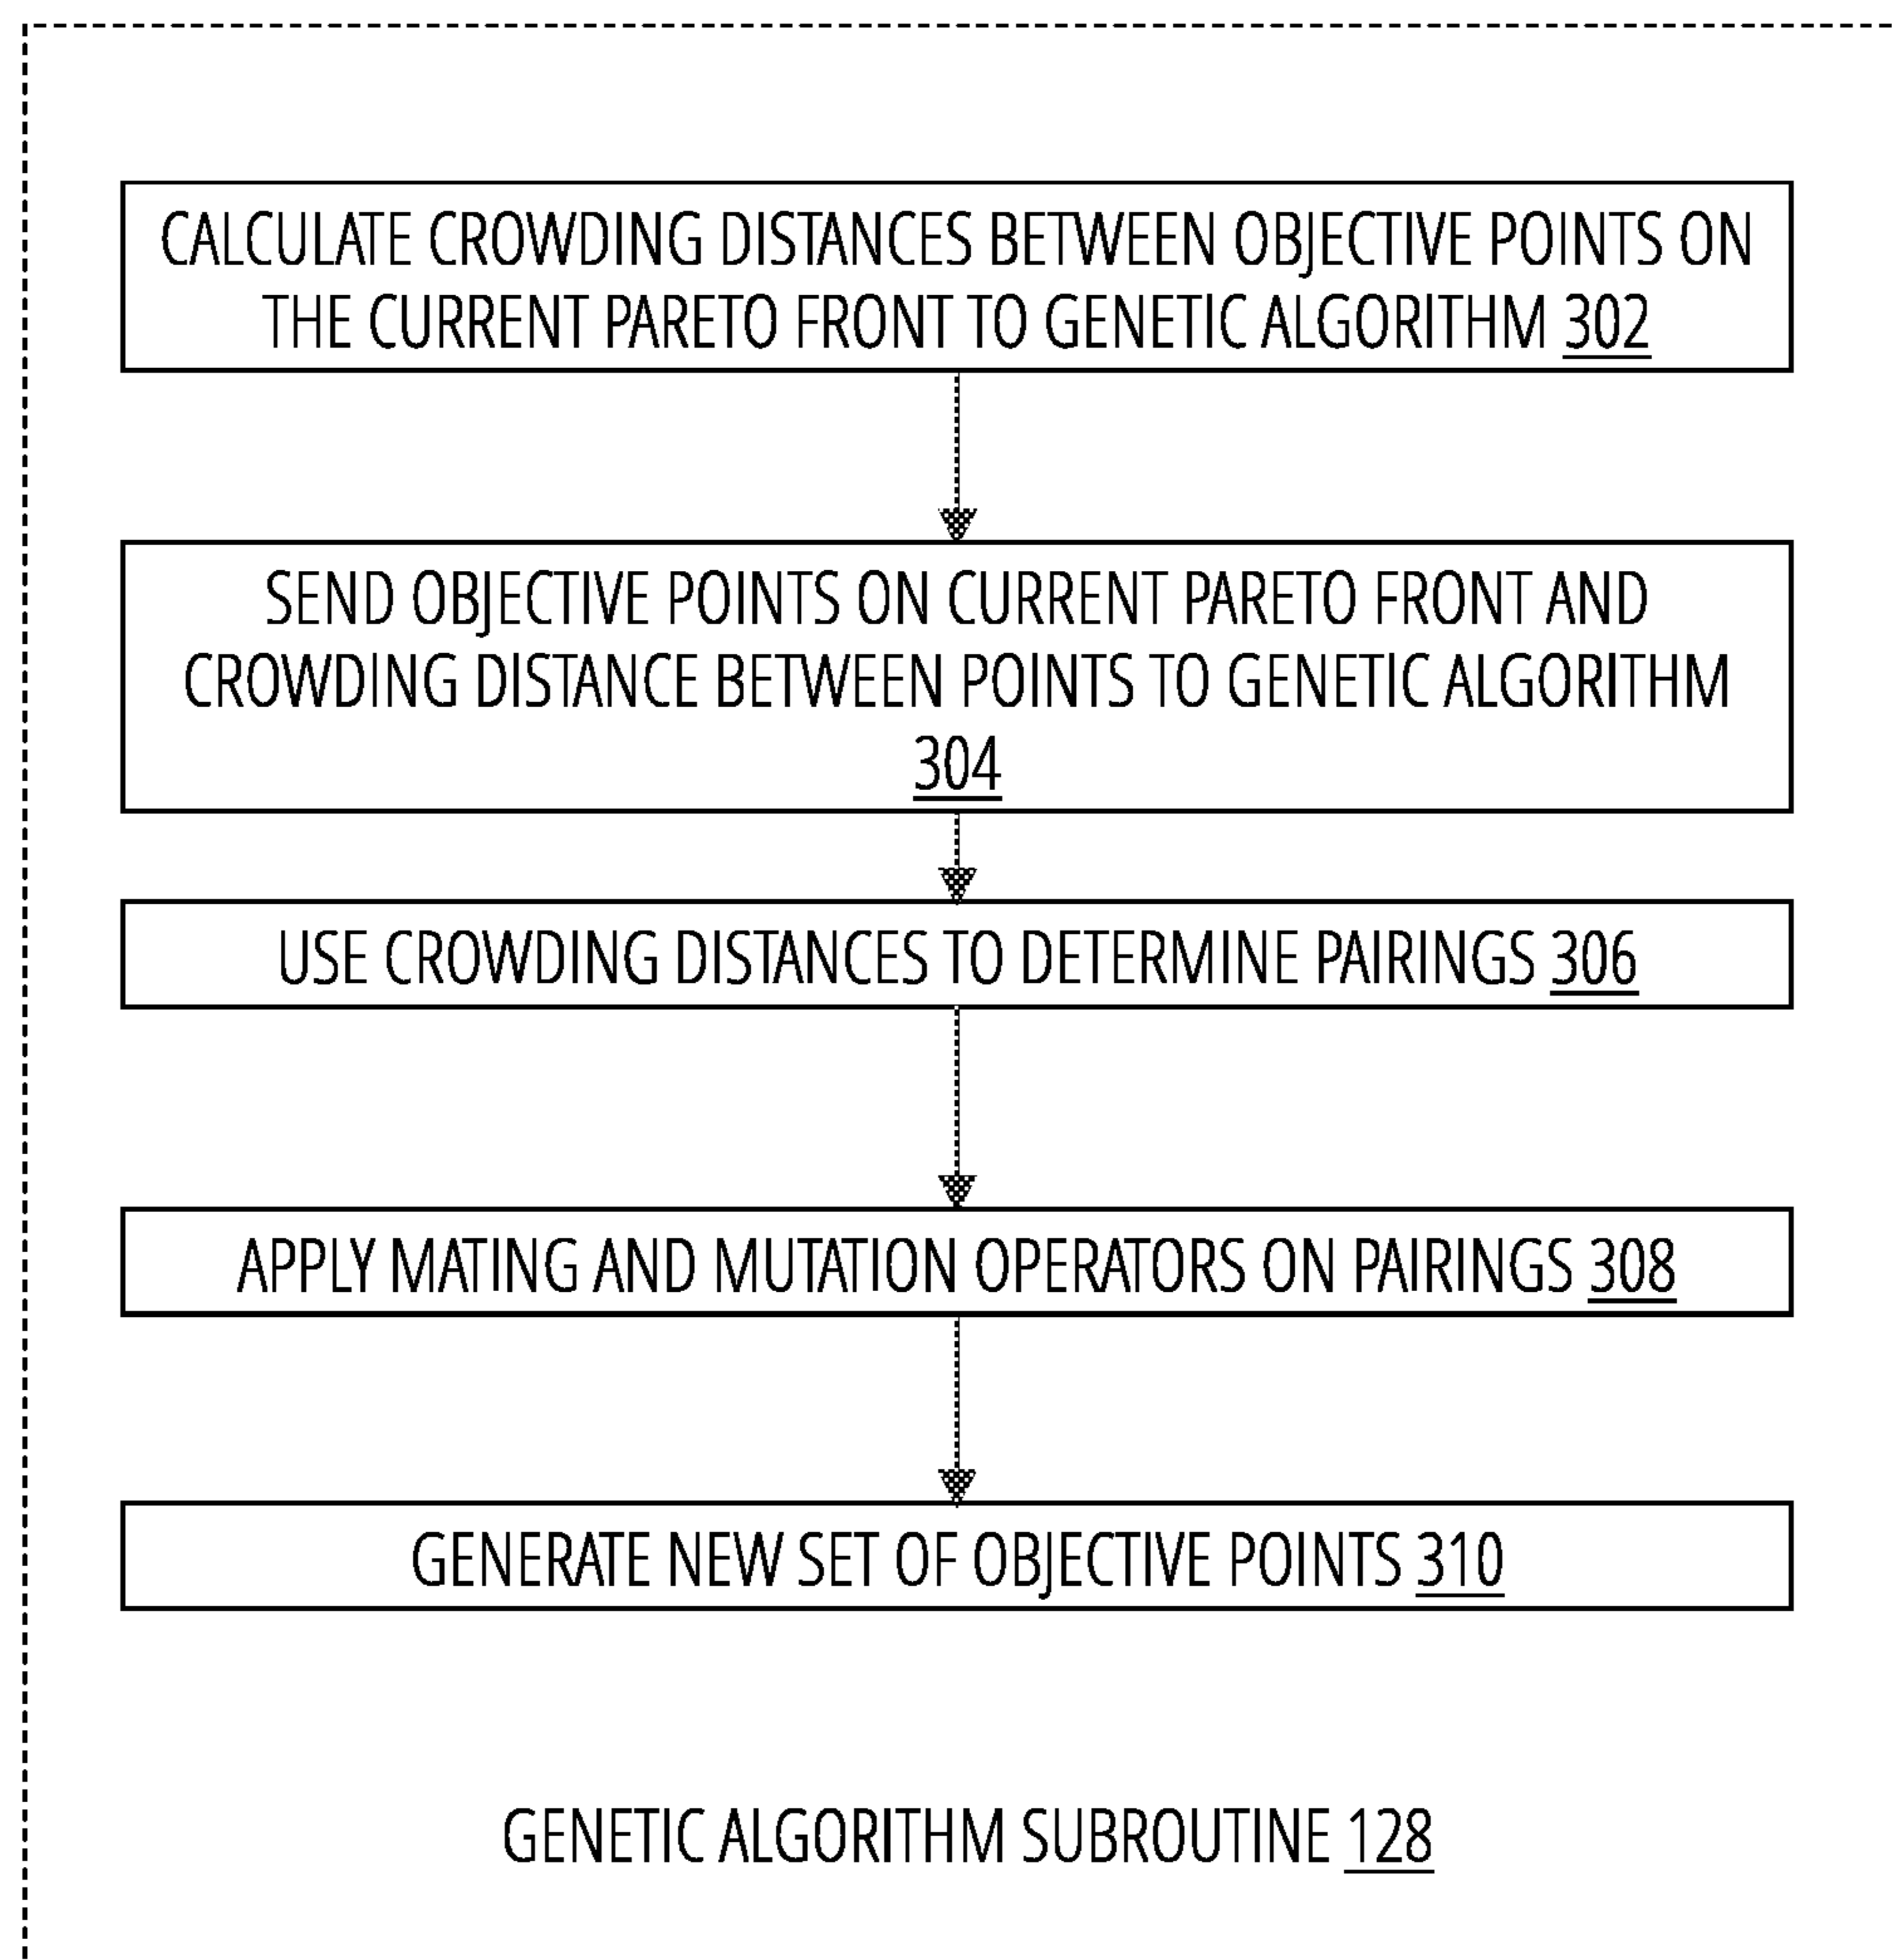 CALCULATE CROWDING DISTANCES BETWEEN OBJECTIVE POINTS ON
THE CURRENT PARETO FRONT TO GENETIC ALGORITHM 302
SEND OBJECTIVE POINTS ON CURRENT PARETO FRONT AND
CROWDING DISTANCE BETWEEN POINTS TO GENETIC ALGORITHM
304
USE CROWDING DISTANCES TO DETERMINE PAIRINGS 306
APPLY MATING AND MUTATION OPERATORS ON PAIRINGS 308
GENERATE NEW SET OF OBJECTIVE POINTS 310
GENETIC ALGORITHM SUBROUTINE 128